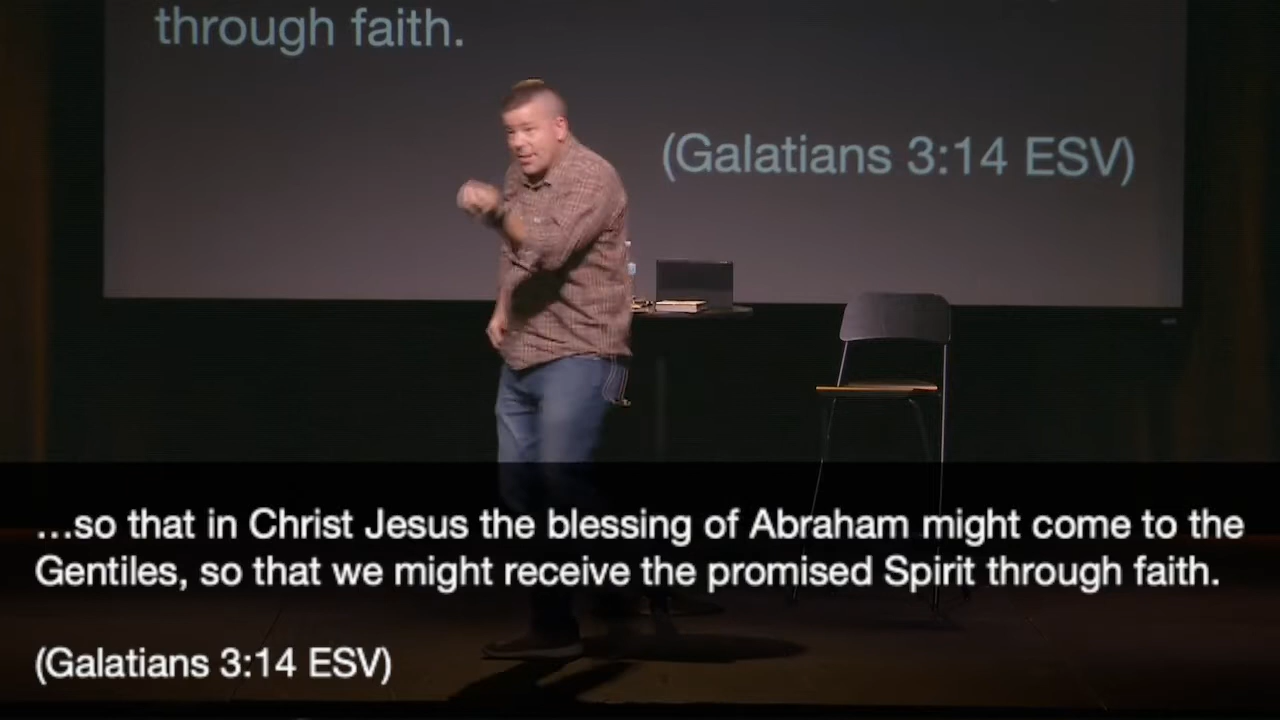 through faith.
(Galatians 3:14 ESV)
…so that in Christ Jesus the blessing of Abraham might come to the
Gentiles, so that we might receive the promised Spirit through faith.
(Galatians 3:14 ESV)